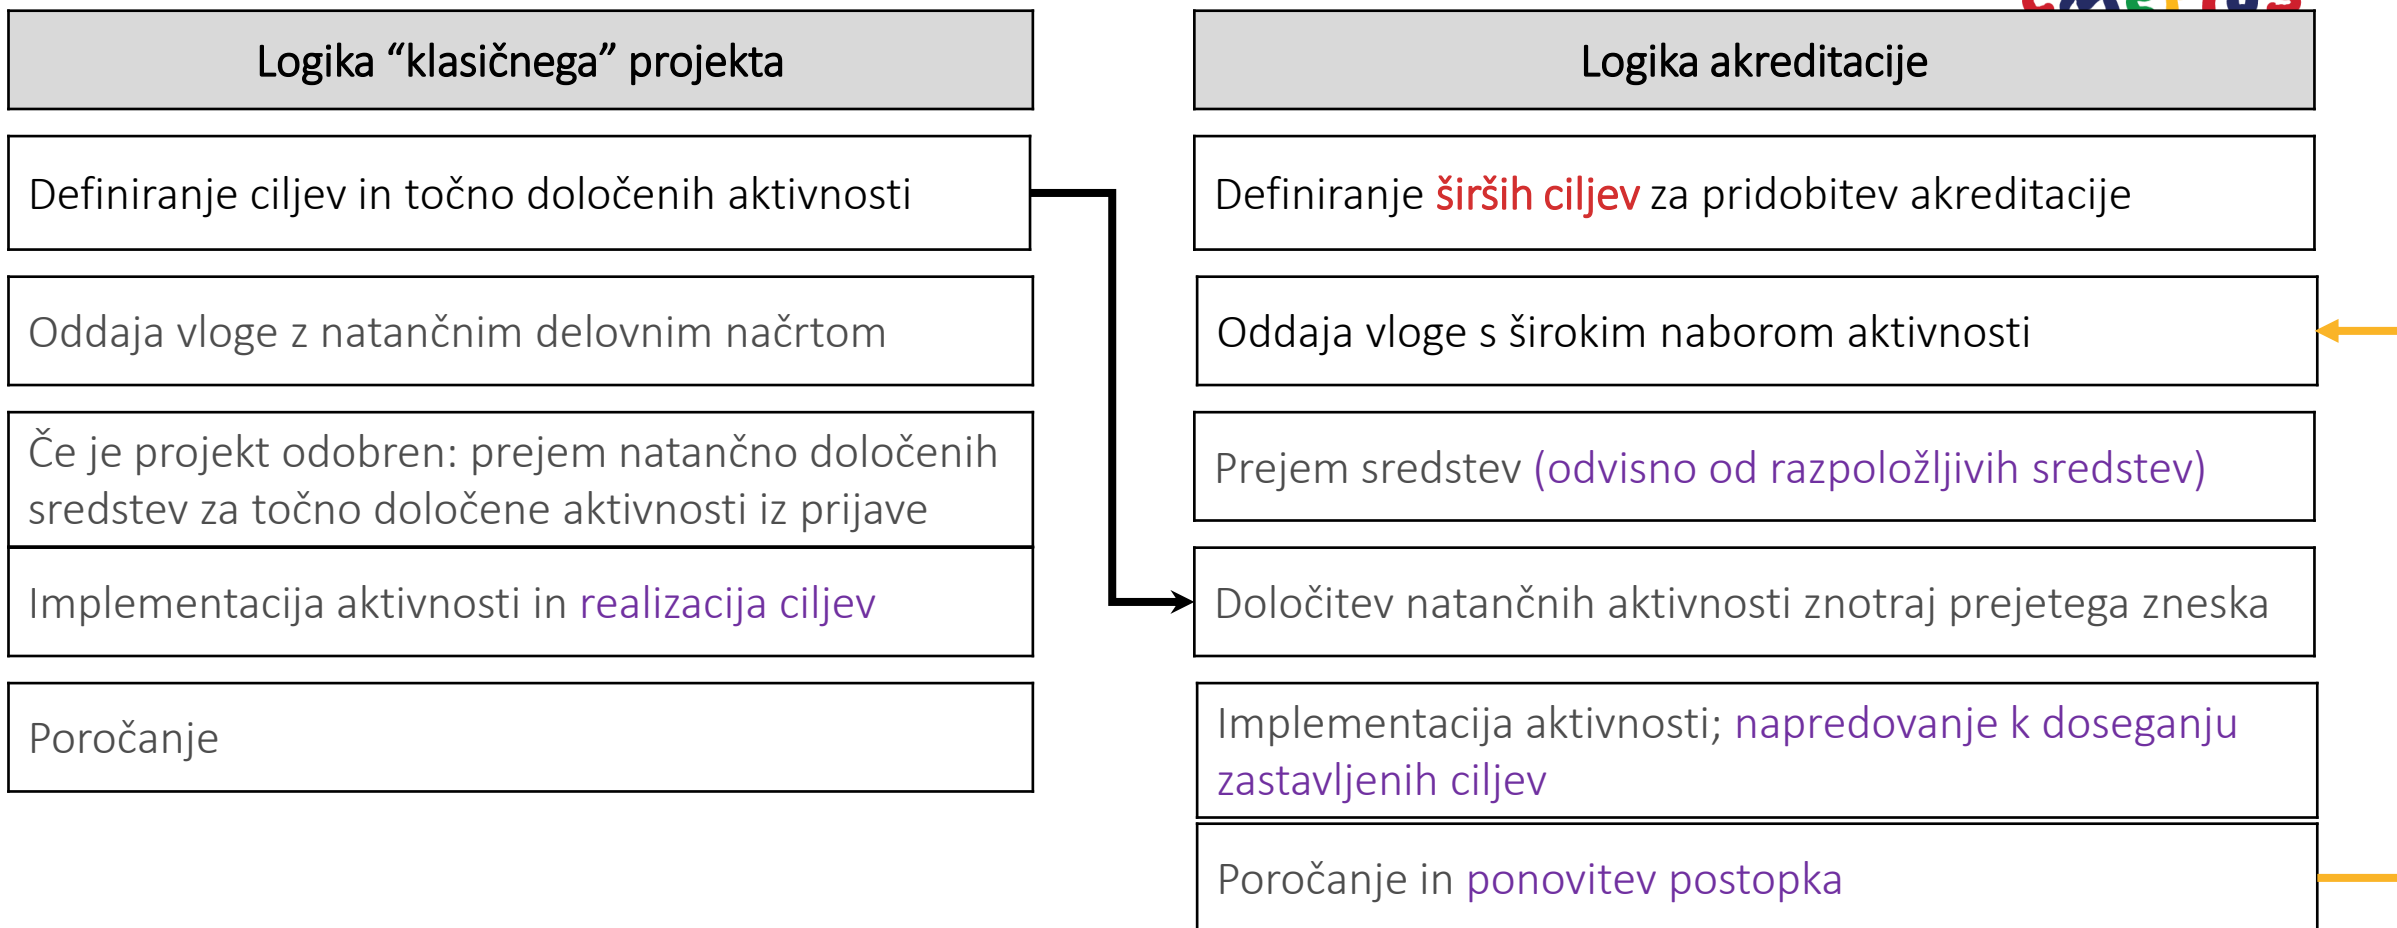 Logika “klasičnega” projekta
Definiranje ciljev in točno določenih aktivnosti
Oddaja vloge z natančnim delovnim načrtom
Če je projekt odobren: prejem natančno določenih
sredstev za točno določene aktivnosti iz prijave
Implementacija aktivnosti in realizacija ciljev
Poročanje
Logika akreditacije
Definiranje širših ciljev za pridobitev akreditacije
Oddaja vloge s širokim naborom aktivnosti
Prejem sredstev (odvisno od razpoložljivih sredstev)
Določitev natančnih aktivnosti znotraj prejetega zneska
Implementacija aktivnosti; napredovanje k doseganju
zastavljenih ciljev
Poročanje in ponovitev postopka